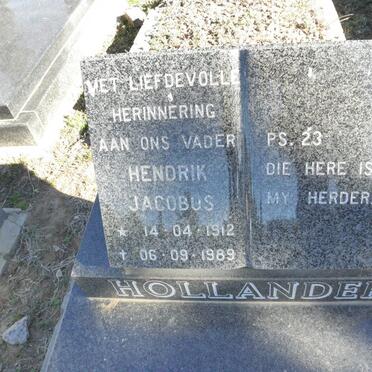 MET LIEFDEVOLLE
HERINNERING
AAN ONS VADER
HENDRIK
JACOBUS
* 14-04-1912
✝ 06-09-1989
PS. 23
DIE HERE IS
MY HERDER
HOLLANDER